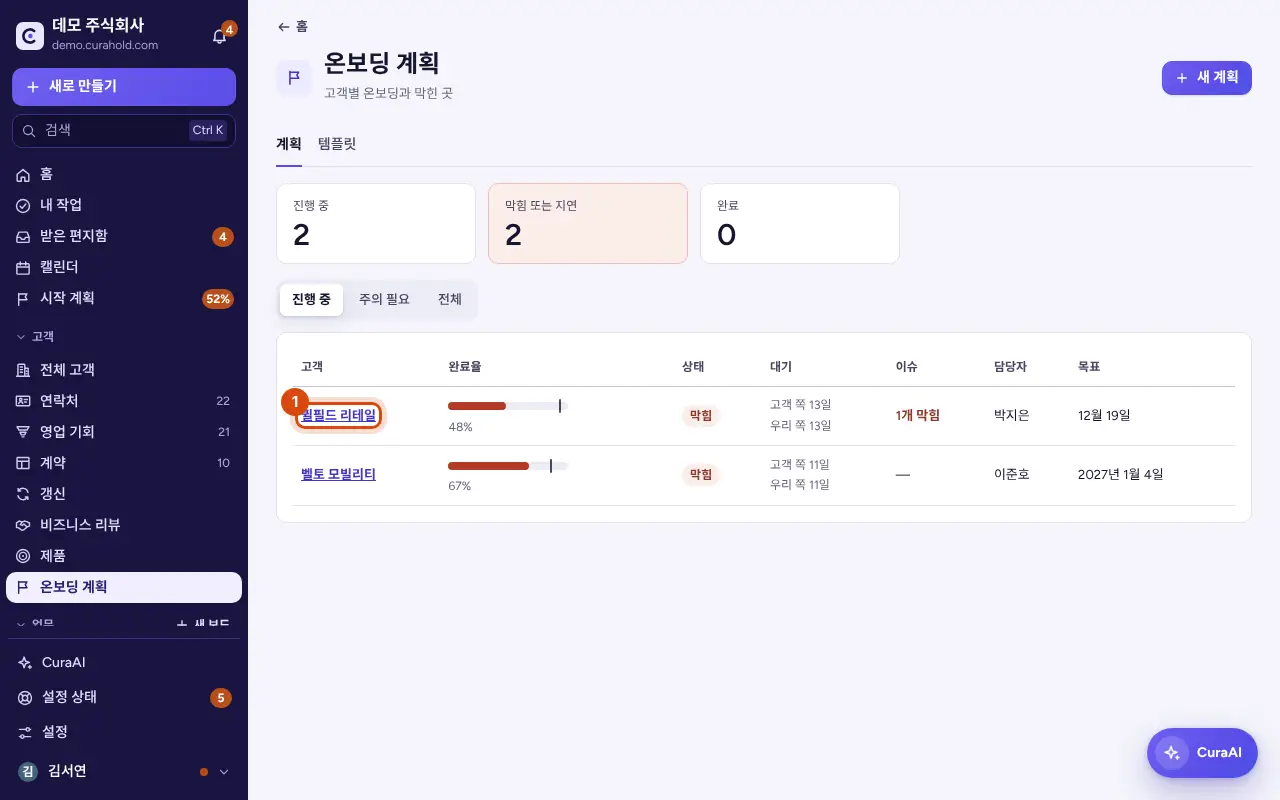 데모 주식회사
demo.curahold.com
4
새로 만들기
검색
Ctrl K
홈
내 작업
받은 편지함
4
캘린더
시작 계획
52%
고객
전체 고객
연락처
22
영업 기회
21
계약
10
갱신
비즈니스 리뷰
제품
온보딩 계획
업무
새 보드
CuraAI
설정 상태
5
설정
김
김서연
← 홈
온보딩 계획
고객별 온보딩과 막힌 곳
새 계획
계획
템플릿
진행 중
2
막힘 또는 지연
2
완료
0
진행 중
주의 필요
전체
고객
완료율
상태
대기
이슈
담당자
목표
1
리테일
48%
막힘
고객 쪽 13일
우리 쪽 13일
1개 막힘
박지은
12월 19일
벨토 모빌리티
67%
막힘
고객 쪽 11일
우리 쪽 11일
—
이준호
2027년 1월 4일
CuraAI